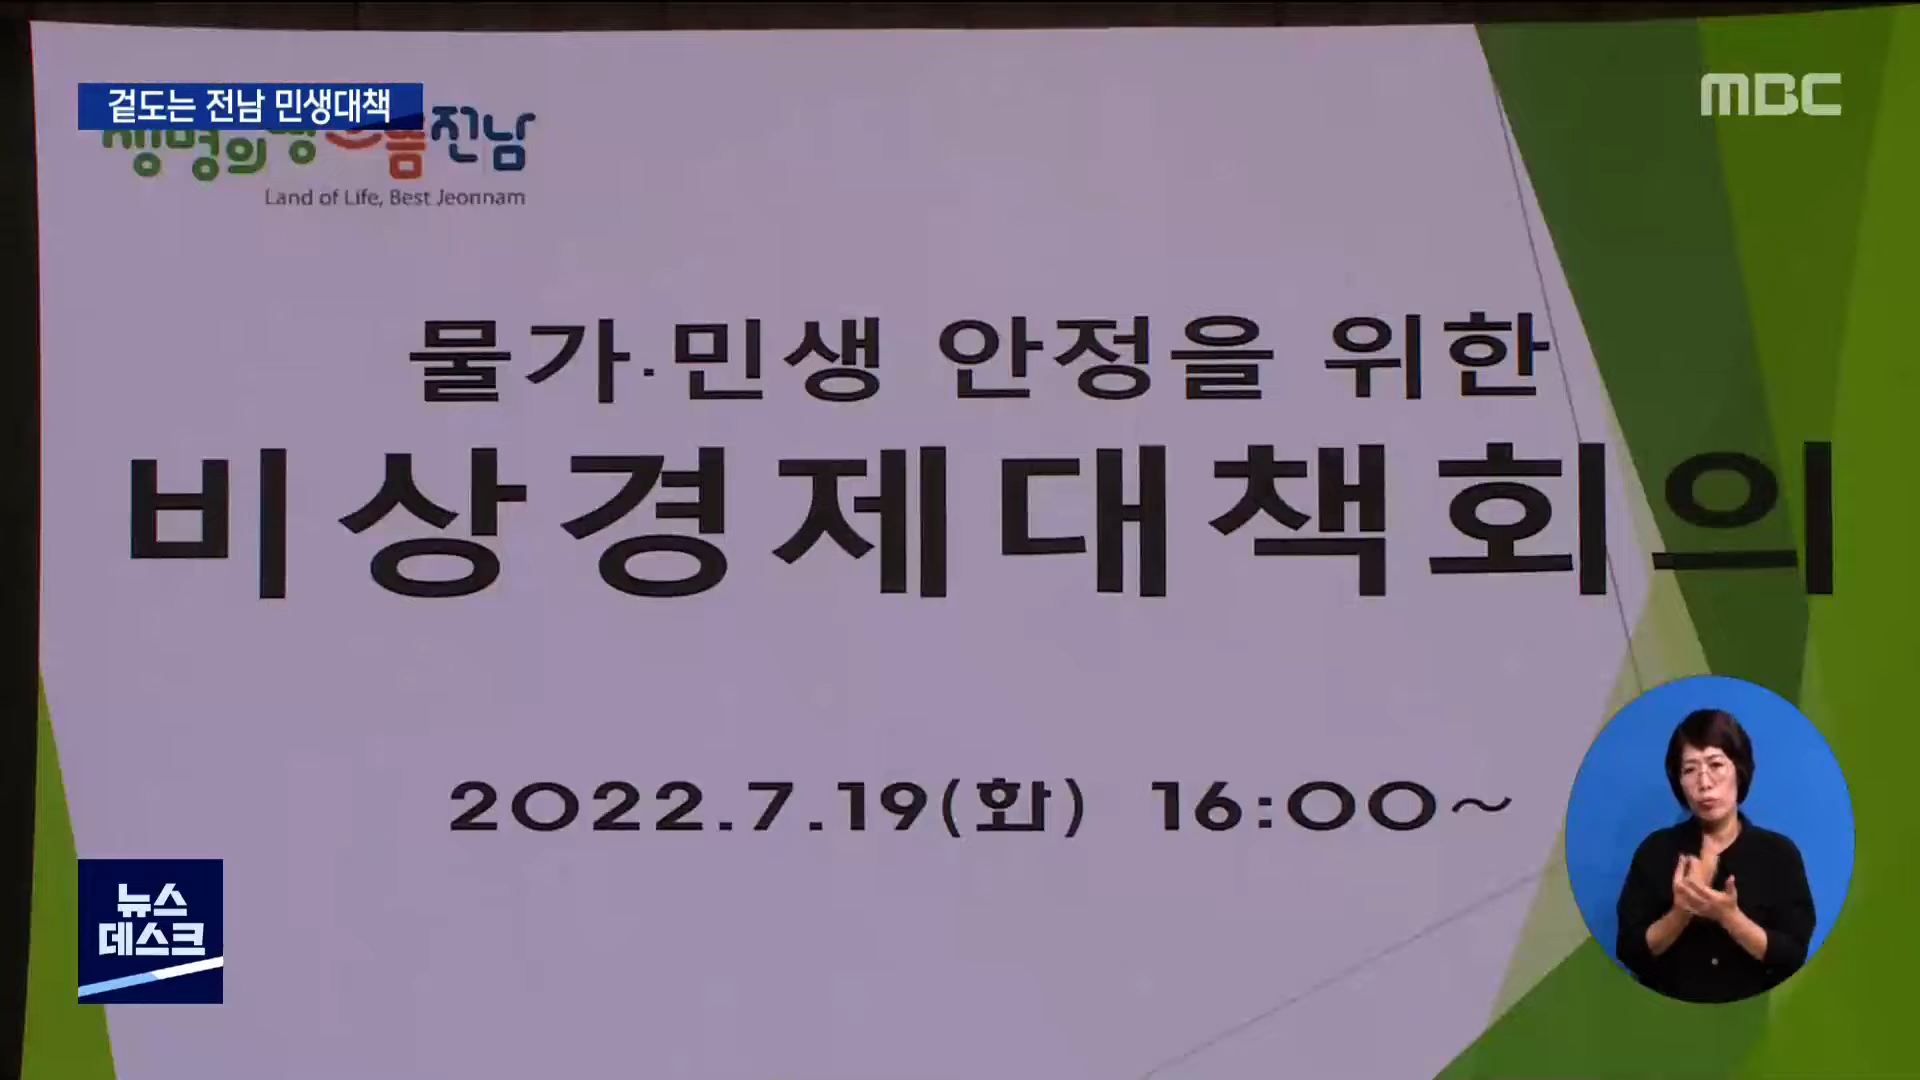 겉도는 전남 민생대책
MBC
전남
Land of Life, Best Jeonnam
물가·민생 안정을 위한
비상경제대책회의
2022.7.19(화) 16:00~
뉴스
데스크